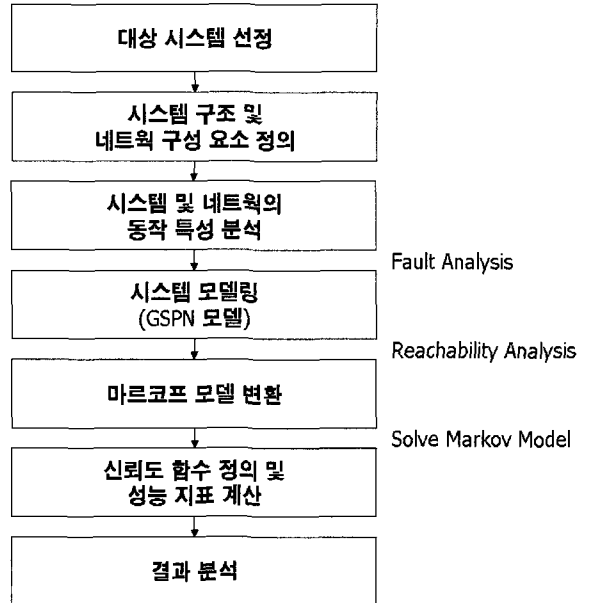 대상 시스템 선정
시스템 구조 및
네트웍 구성 요소 정의
시스템 및 네트웍의
동작 특성 분석
Fault Analysis
시스템 모델링
(GSPN 모델)
Reachability Analysis
마르코프 모델 변환
Solve Markov Model
신뢰도 함수 정의 및
성능 지표 계산
결과 분석